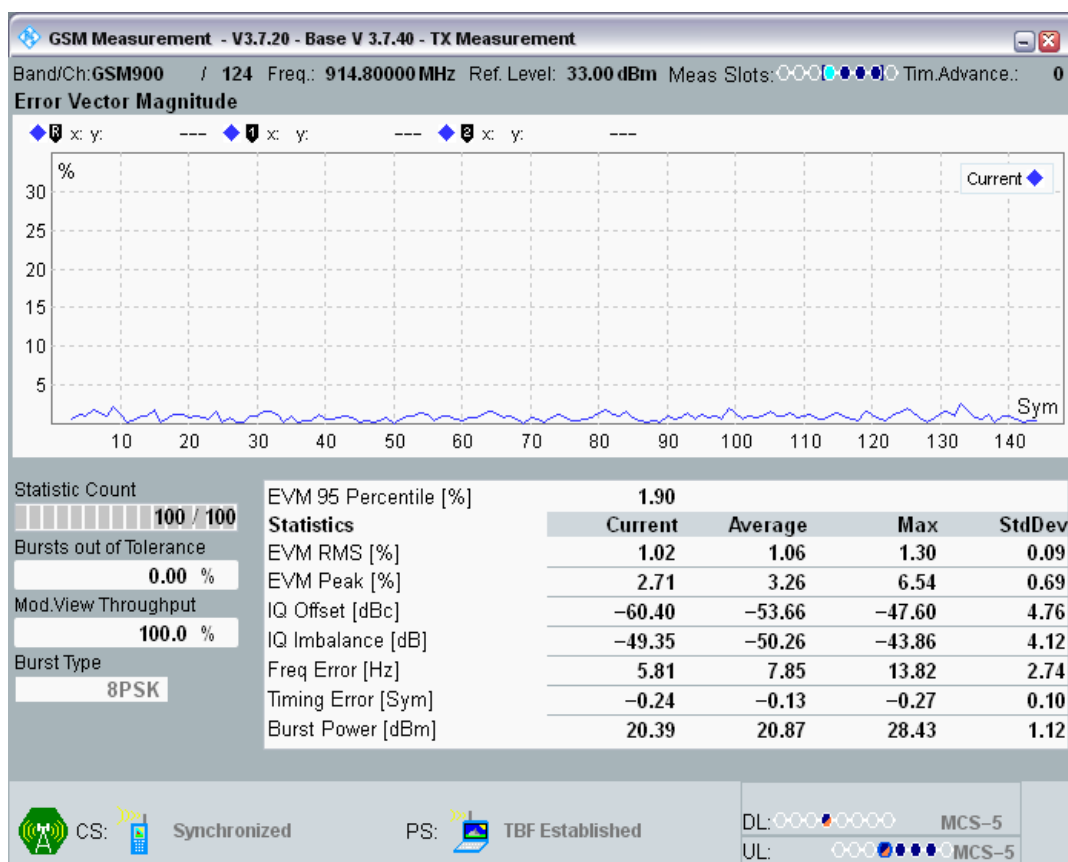 GSM Measurement - V3.7.20 - Base V 3.7.40 - TX Measurement
Band/Ch:GSM900 / 124 Freq.: 914.80000 MHz Ref. Level: 33.00 dBm Meas Slots: Tim.Advance.: 0
Error Vector Magnitude
R x: y: --- 1 x: y: --- 2 x: y: ---
%
Current
30
25
20
15
10
5
Sym
10 20 30 40 50 60 70 80 90 100 110 120 130 140
Statistic Count
100 / 100
Bursts out of Tolerance
0.00 %
Mod.View Throughput
100.0 %
Burst Type
8PSK
EVM 95 Percentile [%] 1.90
Statistics Current Average Max StdDev
EVM RMS [%] 1.02 1.06 1.30 0.09
EVM Peak [%] 2.71 3.26 6.54 0.69
IQ Offset [dBc] −60.40 −53.66 −47.60 4.76
IQ Imbalance [dB] −49.35 −50.26 −43.86 4.12
Freq Error [Hz] 5.81 7.85 13.82 2.74
Timing Error [Sym] −0.24 −0.13 −0.27 0.10
Burst Power [dBm] 20.39 20.87 28.43 1.12
CS: Synchronized PS: TBF Established
DL: MCS−5
UL: MCS−5